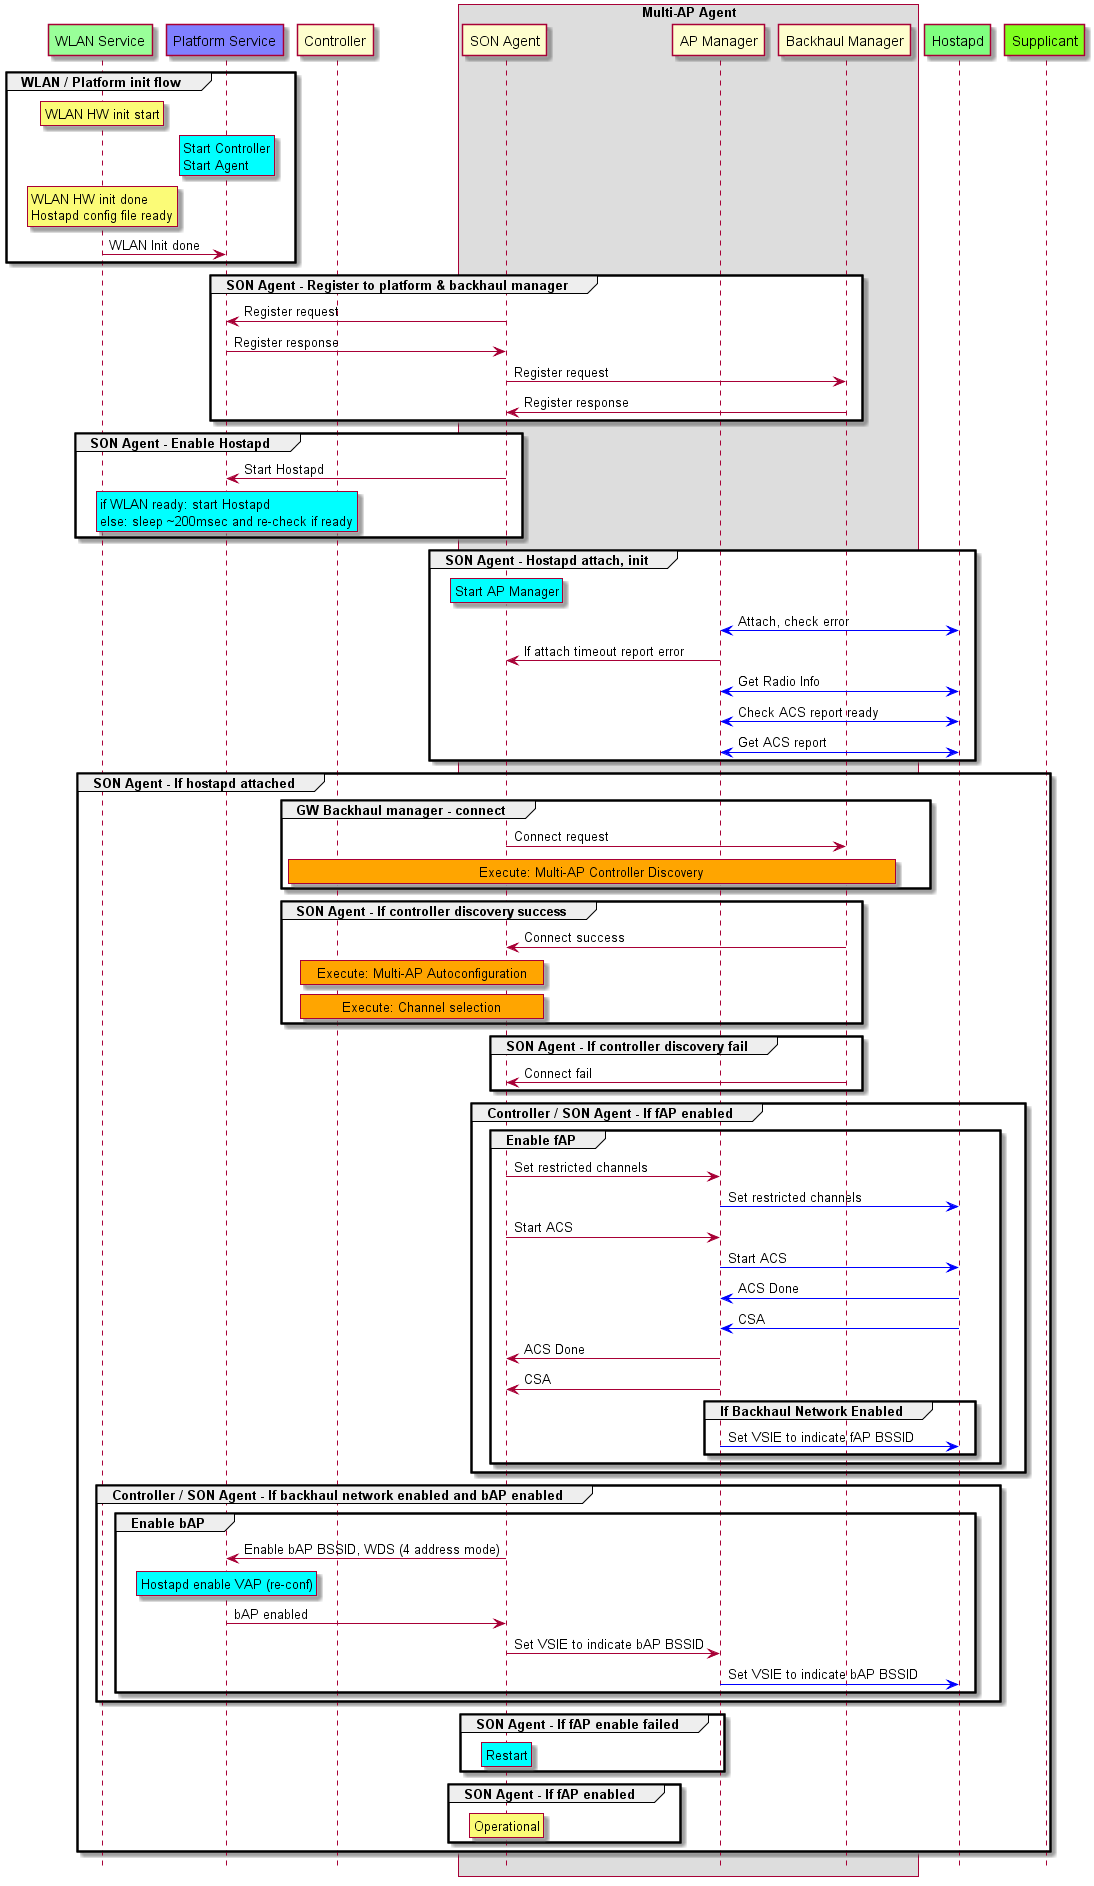 Multi-AP Agent
WLAN Service
Platform Service
Controller
SON Agent
AP Manager
Backhaul Manager
Hostapd
Supplicant
WLAN / Platform init flow
WLAN HW init start
Start Controller
Start Agent
WLAN HW init done
Hostapd config file ready
WLAN Init done
SON Agent - Register to platform & backhaul manager
Register request
Register response
Register request
Register response
SON Agent - Enable Hostapd
Start Hostapd
if WLAN ready: start Hostapd
else: sleep ~200msec and re-check if ready
SON Agent - Hostapd attach, init
Start AP Manager
Attach, check error
If attach timeout report error
Get Radio Info
Check ACS report ready
Get ACS report
SON Agent - If hostapd attached
GW Backhaul manager - connect
Connect request
Execute: Multi-AP Controller Discovery
SON Agent - If controller discovery success
Connect success
Execute: Multi-AP Autoconfiguration
Execute: Channel selection
SON Agent - If controller discovery fail
Connect fail
Controller / SON Agent - If fAP enabled
Enable fAP
Set restricted channels
Set restricted channels
Start ACS
Start ACS
ACS Done
CSA
ACS Done
CSA
If Backhaul Network Enabled
Set VSIE to indicate fAP BSSID
Controller / SON Agent - If backhaul network enabled and bAP enabled
Enable bAP
Enable bAP BSSID, WDS (4 address mode)
Hostapd enable VAP (re-conf)
bAP enabled
Set VSIE to indicate bAP BSSID
Set VSIE to indicate bAP BSSID
SON Agent - If fAP enable failed
Restart
SON Agent - If fAP enabled
Operational